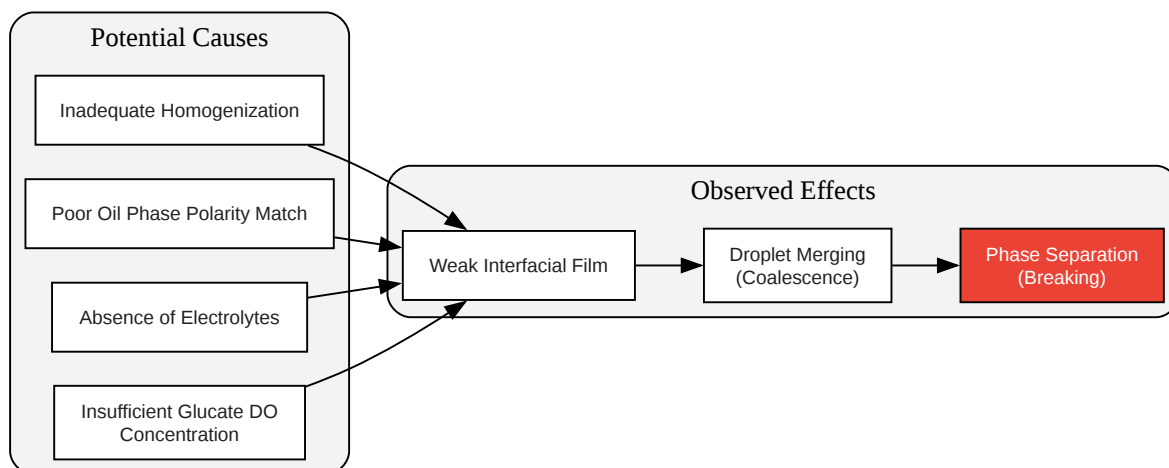 Potential Causes
Inadequate Homogenization
Poor Oil Phase Polarity Match
Absence of Electrolytes
Insufficient Glucate DO
Concentration
Observed Effects
Weak Interfacial Film
Droplet Merging
(Coalescence)
Phase Separation
(Breaking)